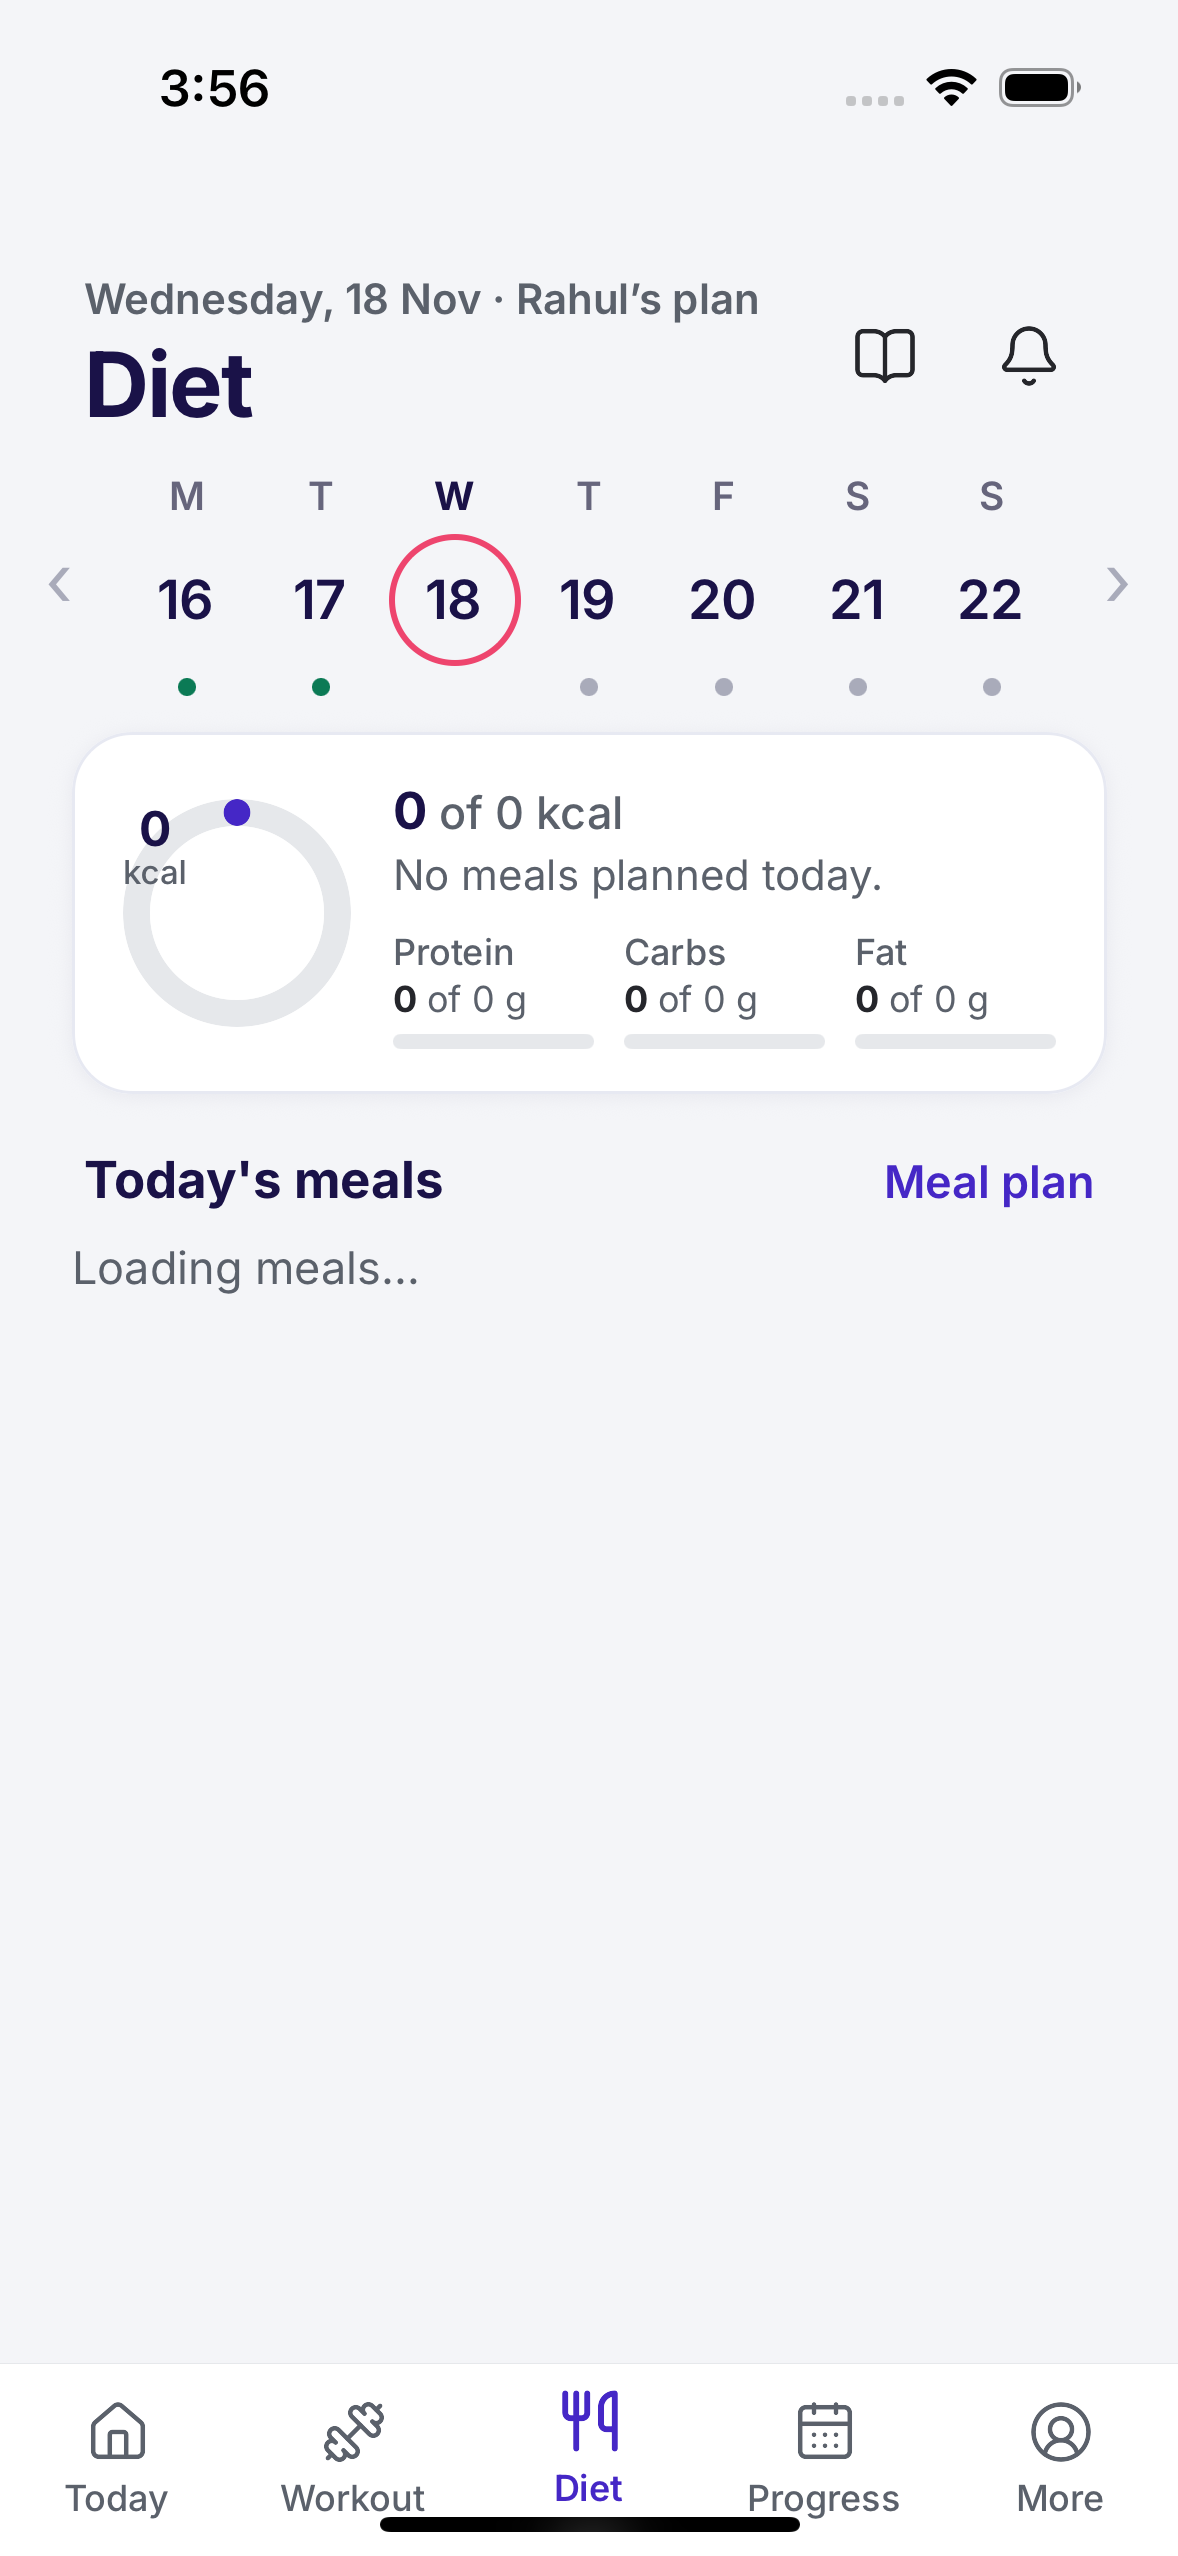 3:56
Wednesday, 18 Nov · Rahul’s plan
Diet
M T W T F S S
16 17 18 19 20 21 22
0
kcal
0 of 0 kcal
No meals planned today.
Protein Carbs Fat
0 of 0 g 0 of 0 g 0 of 0 g
Today's meals Meal plan
Loading meals...
Today Workout Diet Progress More